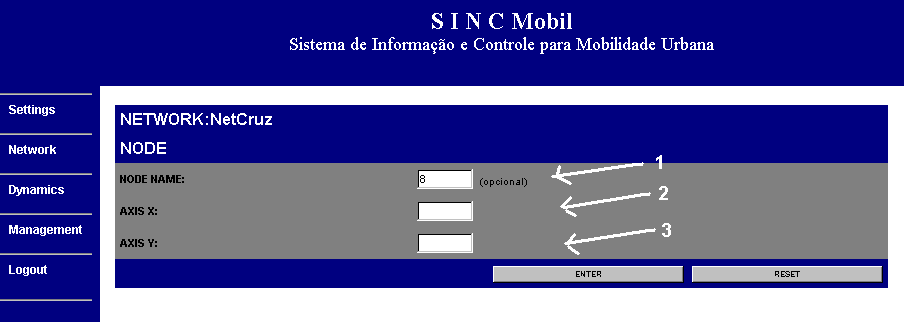 S I N C Mobil
Sistema de Informação e Controle para Mobilidade Urbana
Settings
Network
Dynamics
Management
Logout
NETWORK:NetCruz
NODE
NODE NAME: 8 (opcional) 1
AXIS X: 2
AXIS Y: 3
ENTER RESET